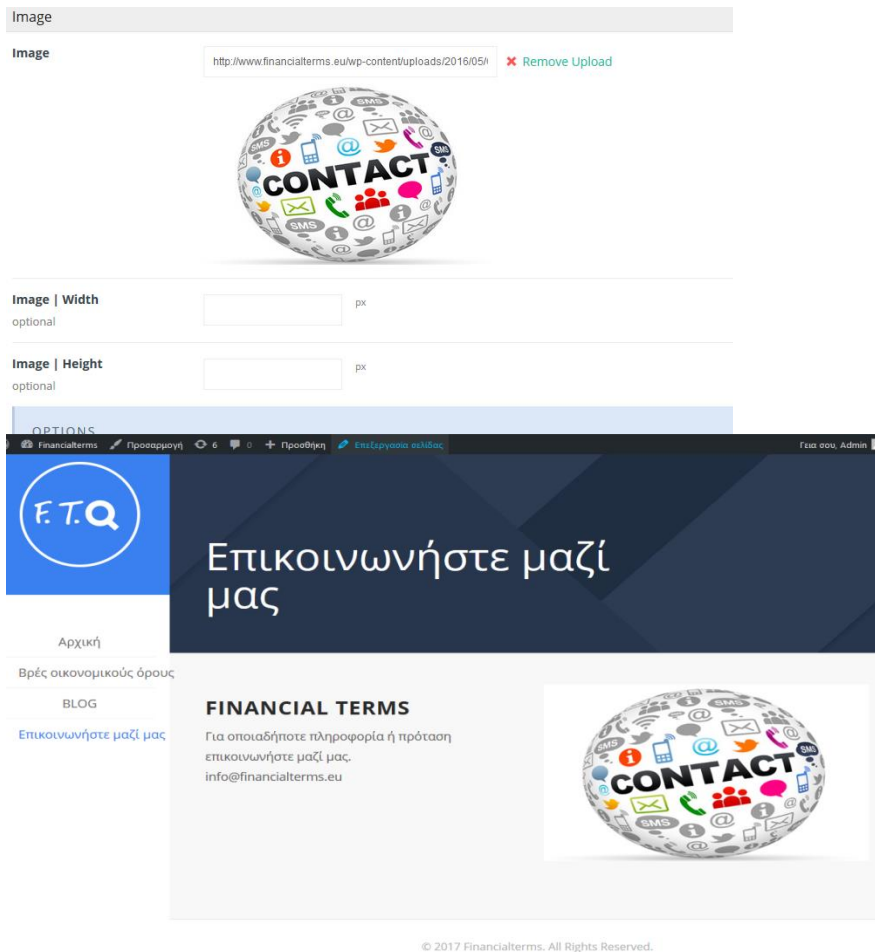 Image
Image
http://www.financialterms.eu/wp-content/uploads/2016/05/
Remove Upload
SMS
CONTACT
SMS
SMS
SMS
Image | Width
optional
px
Image | Height
optional
px
OPTIONS
Financialterms Προσαρμογή 6 0 Προσθήκη Επεξεργασία σελίδας Γεια σου, Admin
F.T.
Επικοινωνήστε μαζί
μας
Αρχική
Βρές οικονομικούς όρους
BLOG
Επικοινωνήστε μαζί μας
FINANCIAL TERMS
Για οποιαδήποτε πληροφορία ή πρόταση
επικοινωνήστε μαζί μας.
info@financialterms.eu
SMS
CONTACT
SMS
SMS
SMS
© 2017 Financialterms. All Rights Reserved.